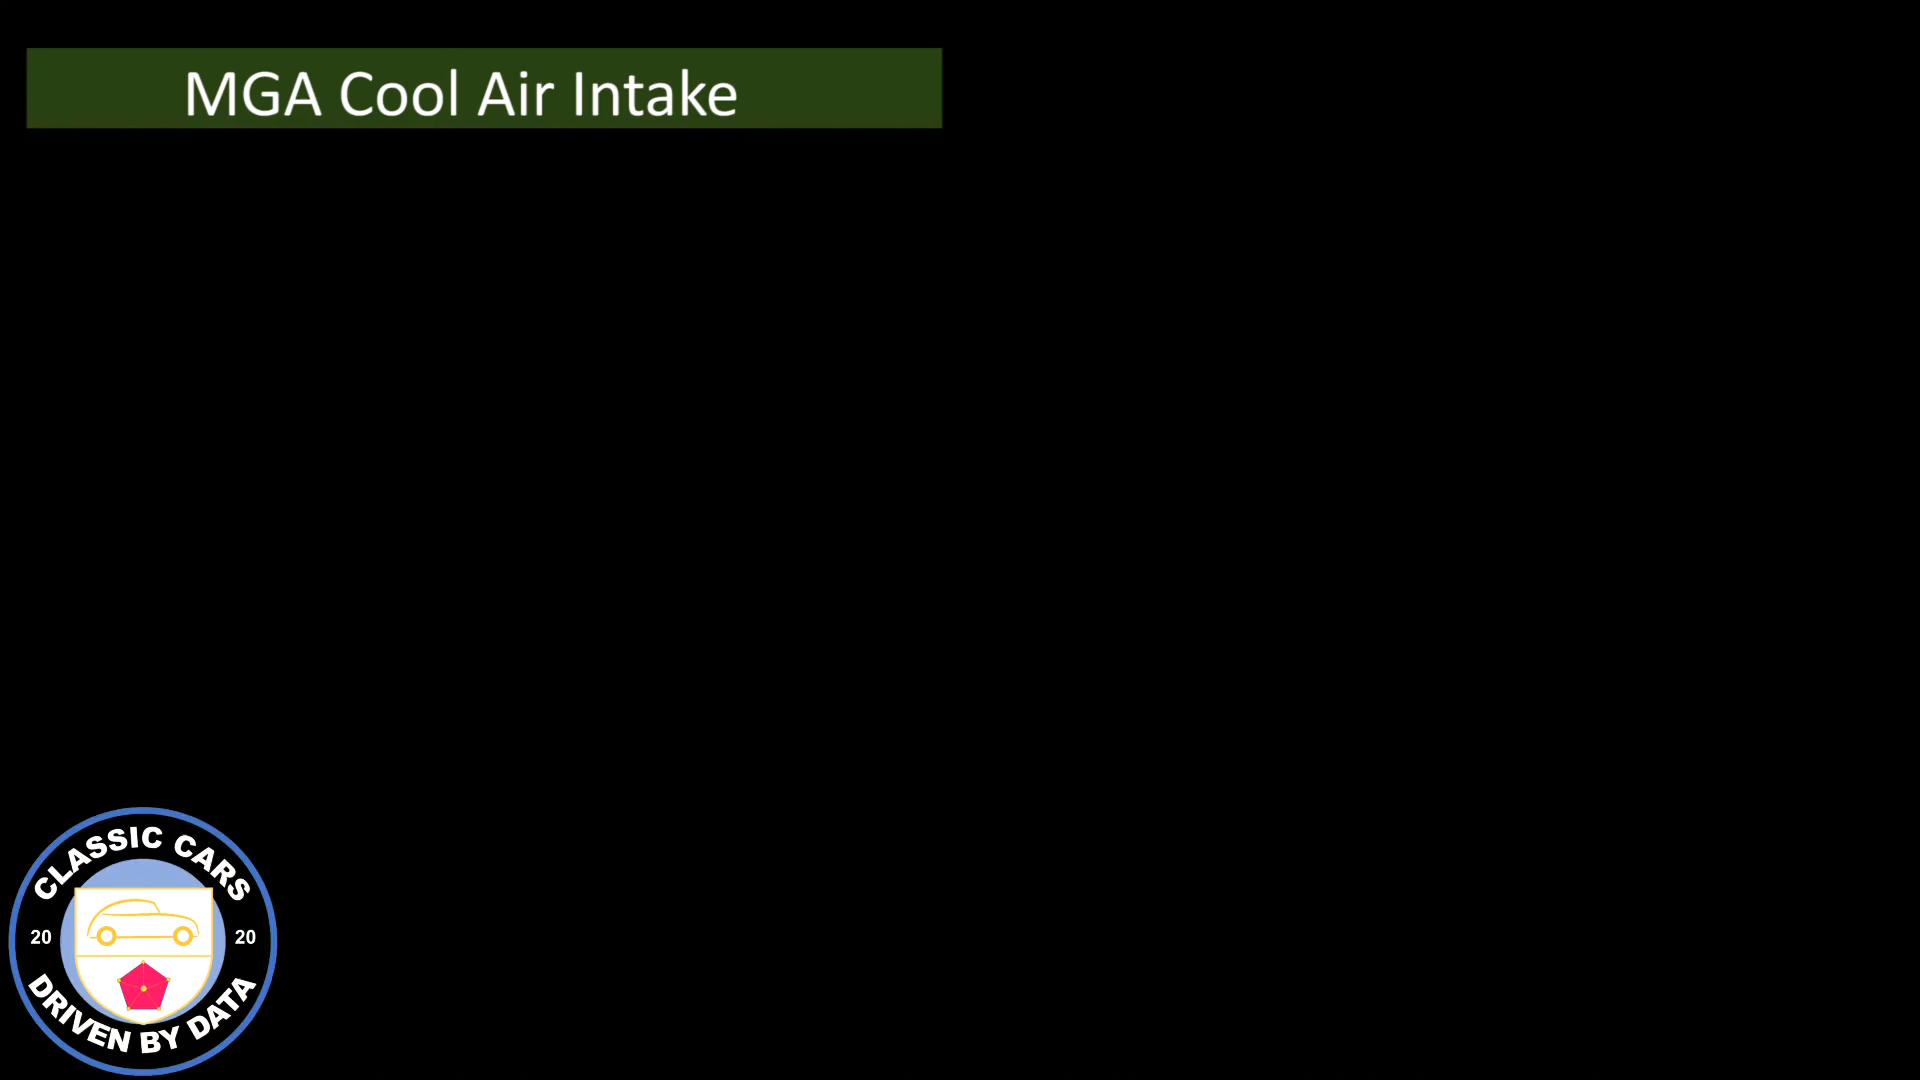 MGA Cool Air Intake
CLASSIC CARS
20 20
DRIVEN BY DATA